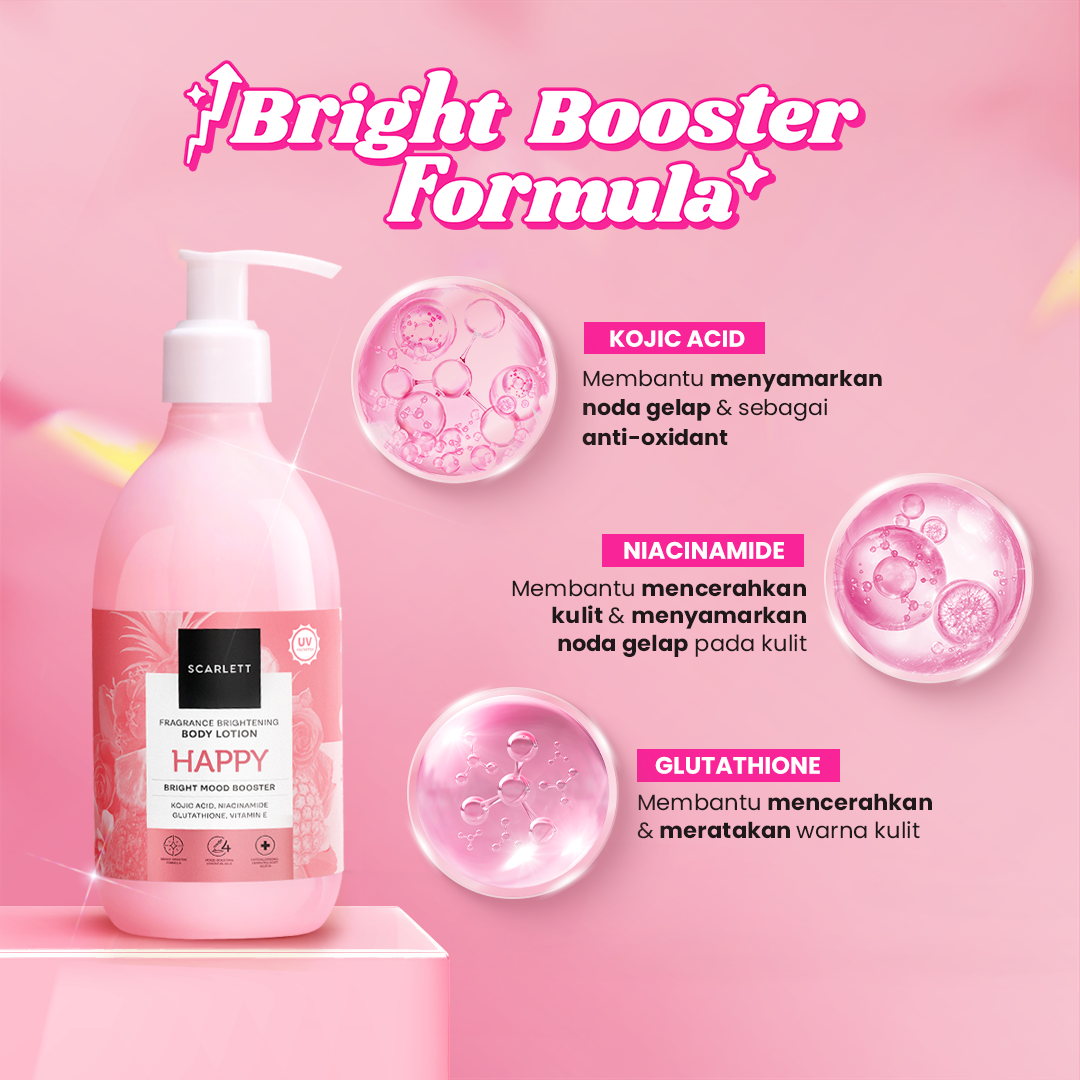 Bright Booster
Formula
KOJIC ACID
Membantu menyamarkan
noda gelap & sebagai
anti-oxidant
NIACINAMIDE
Membantu mencerahkan
kulit & menyamarkan
noda gelap pada kulit
GLUTATHIONE
Membantu mencerahkan
& meratakan warna kulit
UV
SCARLETT
FRAGRANCE BRIGHTENING
BODY LOTION
HAPPY
BRIGHT MOOD BOOSTER
KOJIC ACID, NIACINAMIDE
GLUTATHIONE, VITAMIN E
4